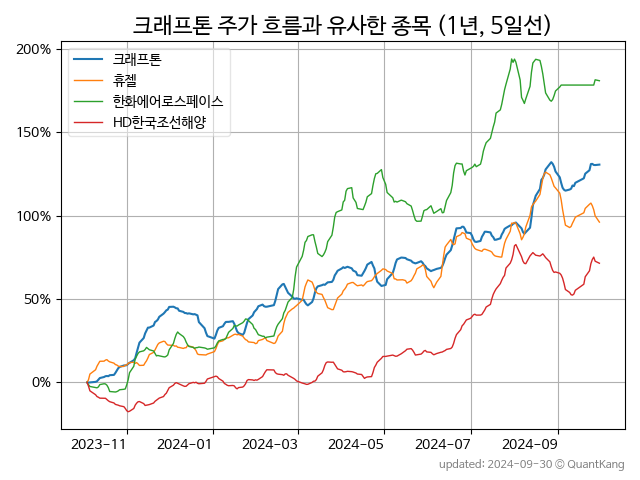 크래프톤 주가 흐름과 유사한 종목 (1년, 5일선)
200%
150%
100%
50%
0%
크래프톤
휴젤
한화에어로스페이스
HD한국조선해양
2023-11 2024-01 2024-03 2024-05 2024-07 2024-09
updated: 2024-09-30 © QuantKang